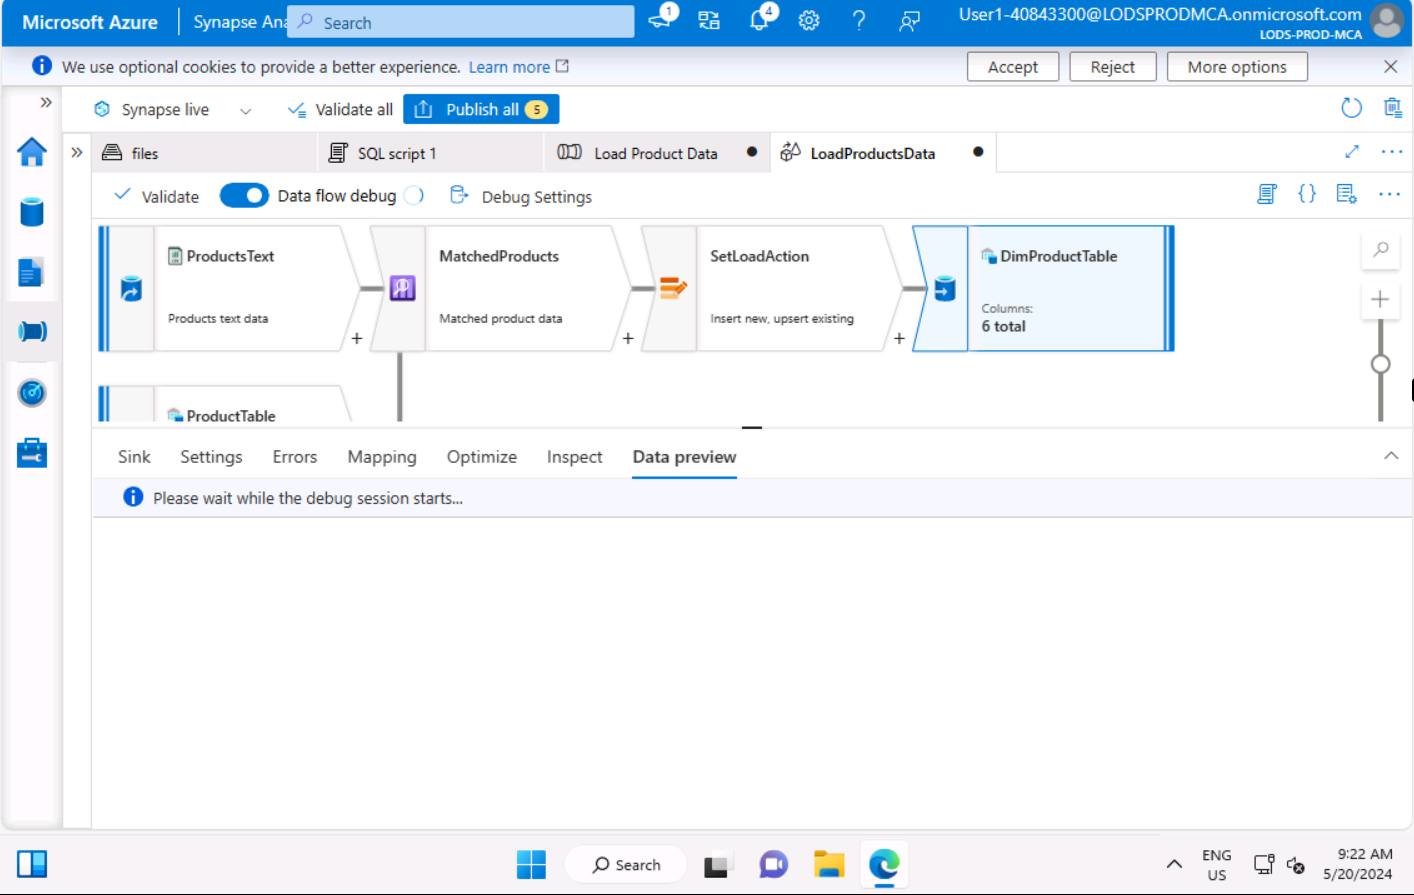 Microsoft Azure
Synapse Ana
Search
1
4
User1-40843300@LODSPRODMCA.onmicrosoft.com
LODS-PROD-MCA
We use optional cookies to provide a better experience. Learn more
Accept
Reject
More options
Synapse live
Validate all
Publish all 5
files
SQL script 1
Load Product Data
LoadProductsData
Validate
Data flow debug
Debug Settings
ProductsText
Products text data
MatchedProducts
Matched product data
SetLoadAction
Insert new, upsert existing
DimProductTable
Columns:
6 total
ProductTable
Sink
Settings
Errors
Mapping
Optimize
Inspect
Data preview
Please wait while the debug session starts...
Search
ENG
US
9:22 AM
5/20/2024